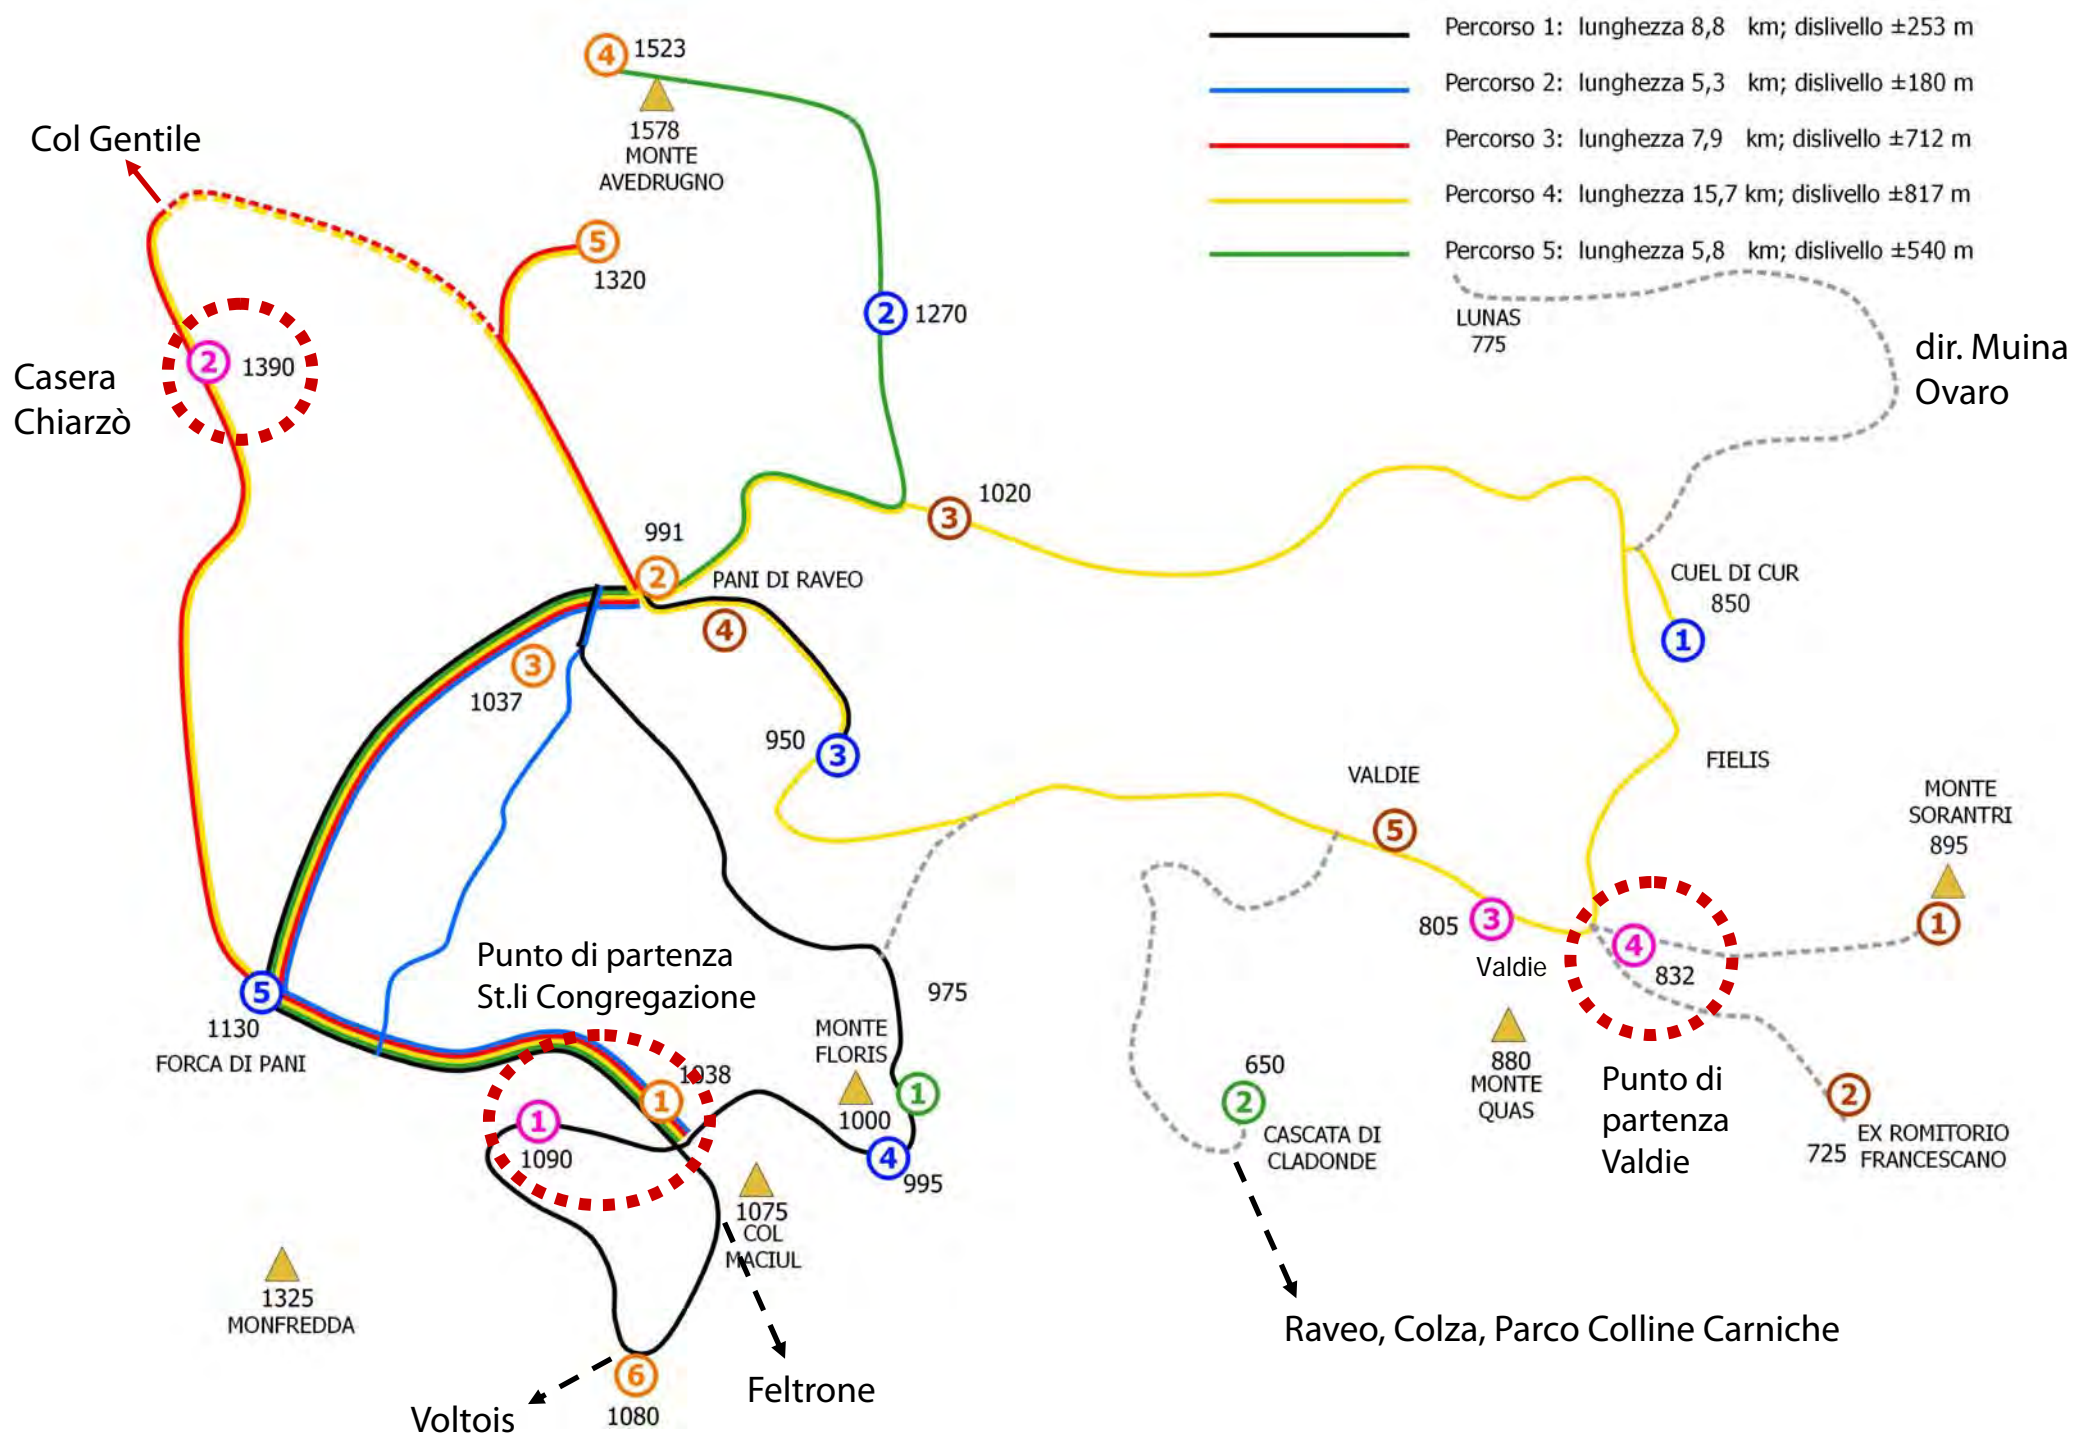 Percorso 1: lunghezza 8,8 km; dislivello ±253 m
Percorso 2: lunghezza 5,3 km; dislivello ±180 m
Percorso 3: lunghezza 7,9 km; dislivello ±712 m
Percorso 4: lunghezza 15,7 km; dislivello ±817 m
Percorso 5: lunghezza 5,8 km; dislivello ±540 m
4
1523
1578
MONTE
AVEDRUGNO
Col Gentile
5
1320
2
1270
LUNAS
775
dir. Muina
Ovaro
2
1390
Casera
Chiarzò
3
1020
991
2
PANI DI RAVEO
4
3
1037
CUEL DI CUR
850
1
950
3
FIELIS
VALDIE
5
MONTE
SORANTRI
895
1
3
805
Valdie
4
832
Punto di partenza
St.li Congregazione
5
1130
FORCA DI PANI
975
MONTE
FLORIS
1000
1
1038
1
1
1090
4
995
650
2
CASCATA DI
CLADONDE
880
MONTE
QUAS
Punto di
partenza
Valdie
2
725
EX ROMITORIO
FRANCESCANO
1075
COL
MACIUL
1325
MONFREDDA
Raveo, Colza, Parco Colline Carniche
6
1080
Feltrone
Voltois